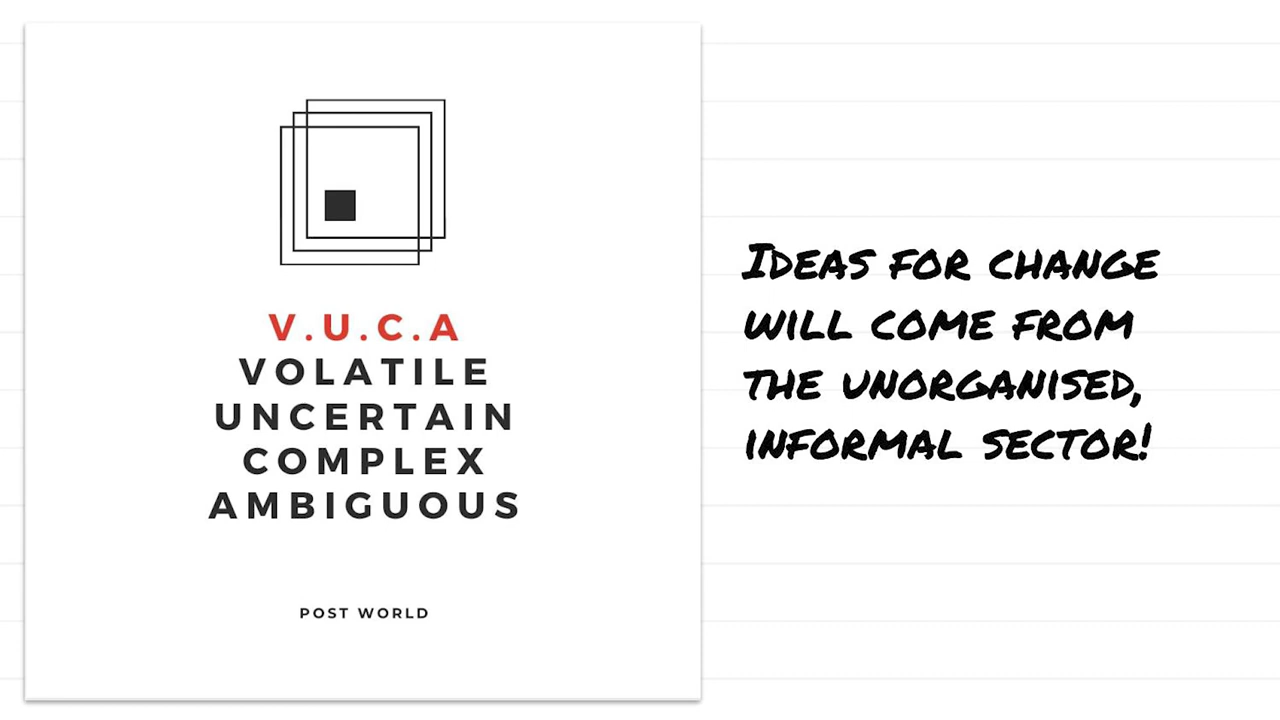 V.U.C.A
VOLATILE
UNCERTAIN
COMPLEX
AMBIGUOUS
POST WORLD
IDEAS FOR CHANGE
WILL COME FROM
THE UNORGANISED,
INFORMAL SECTOR!